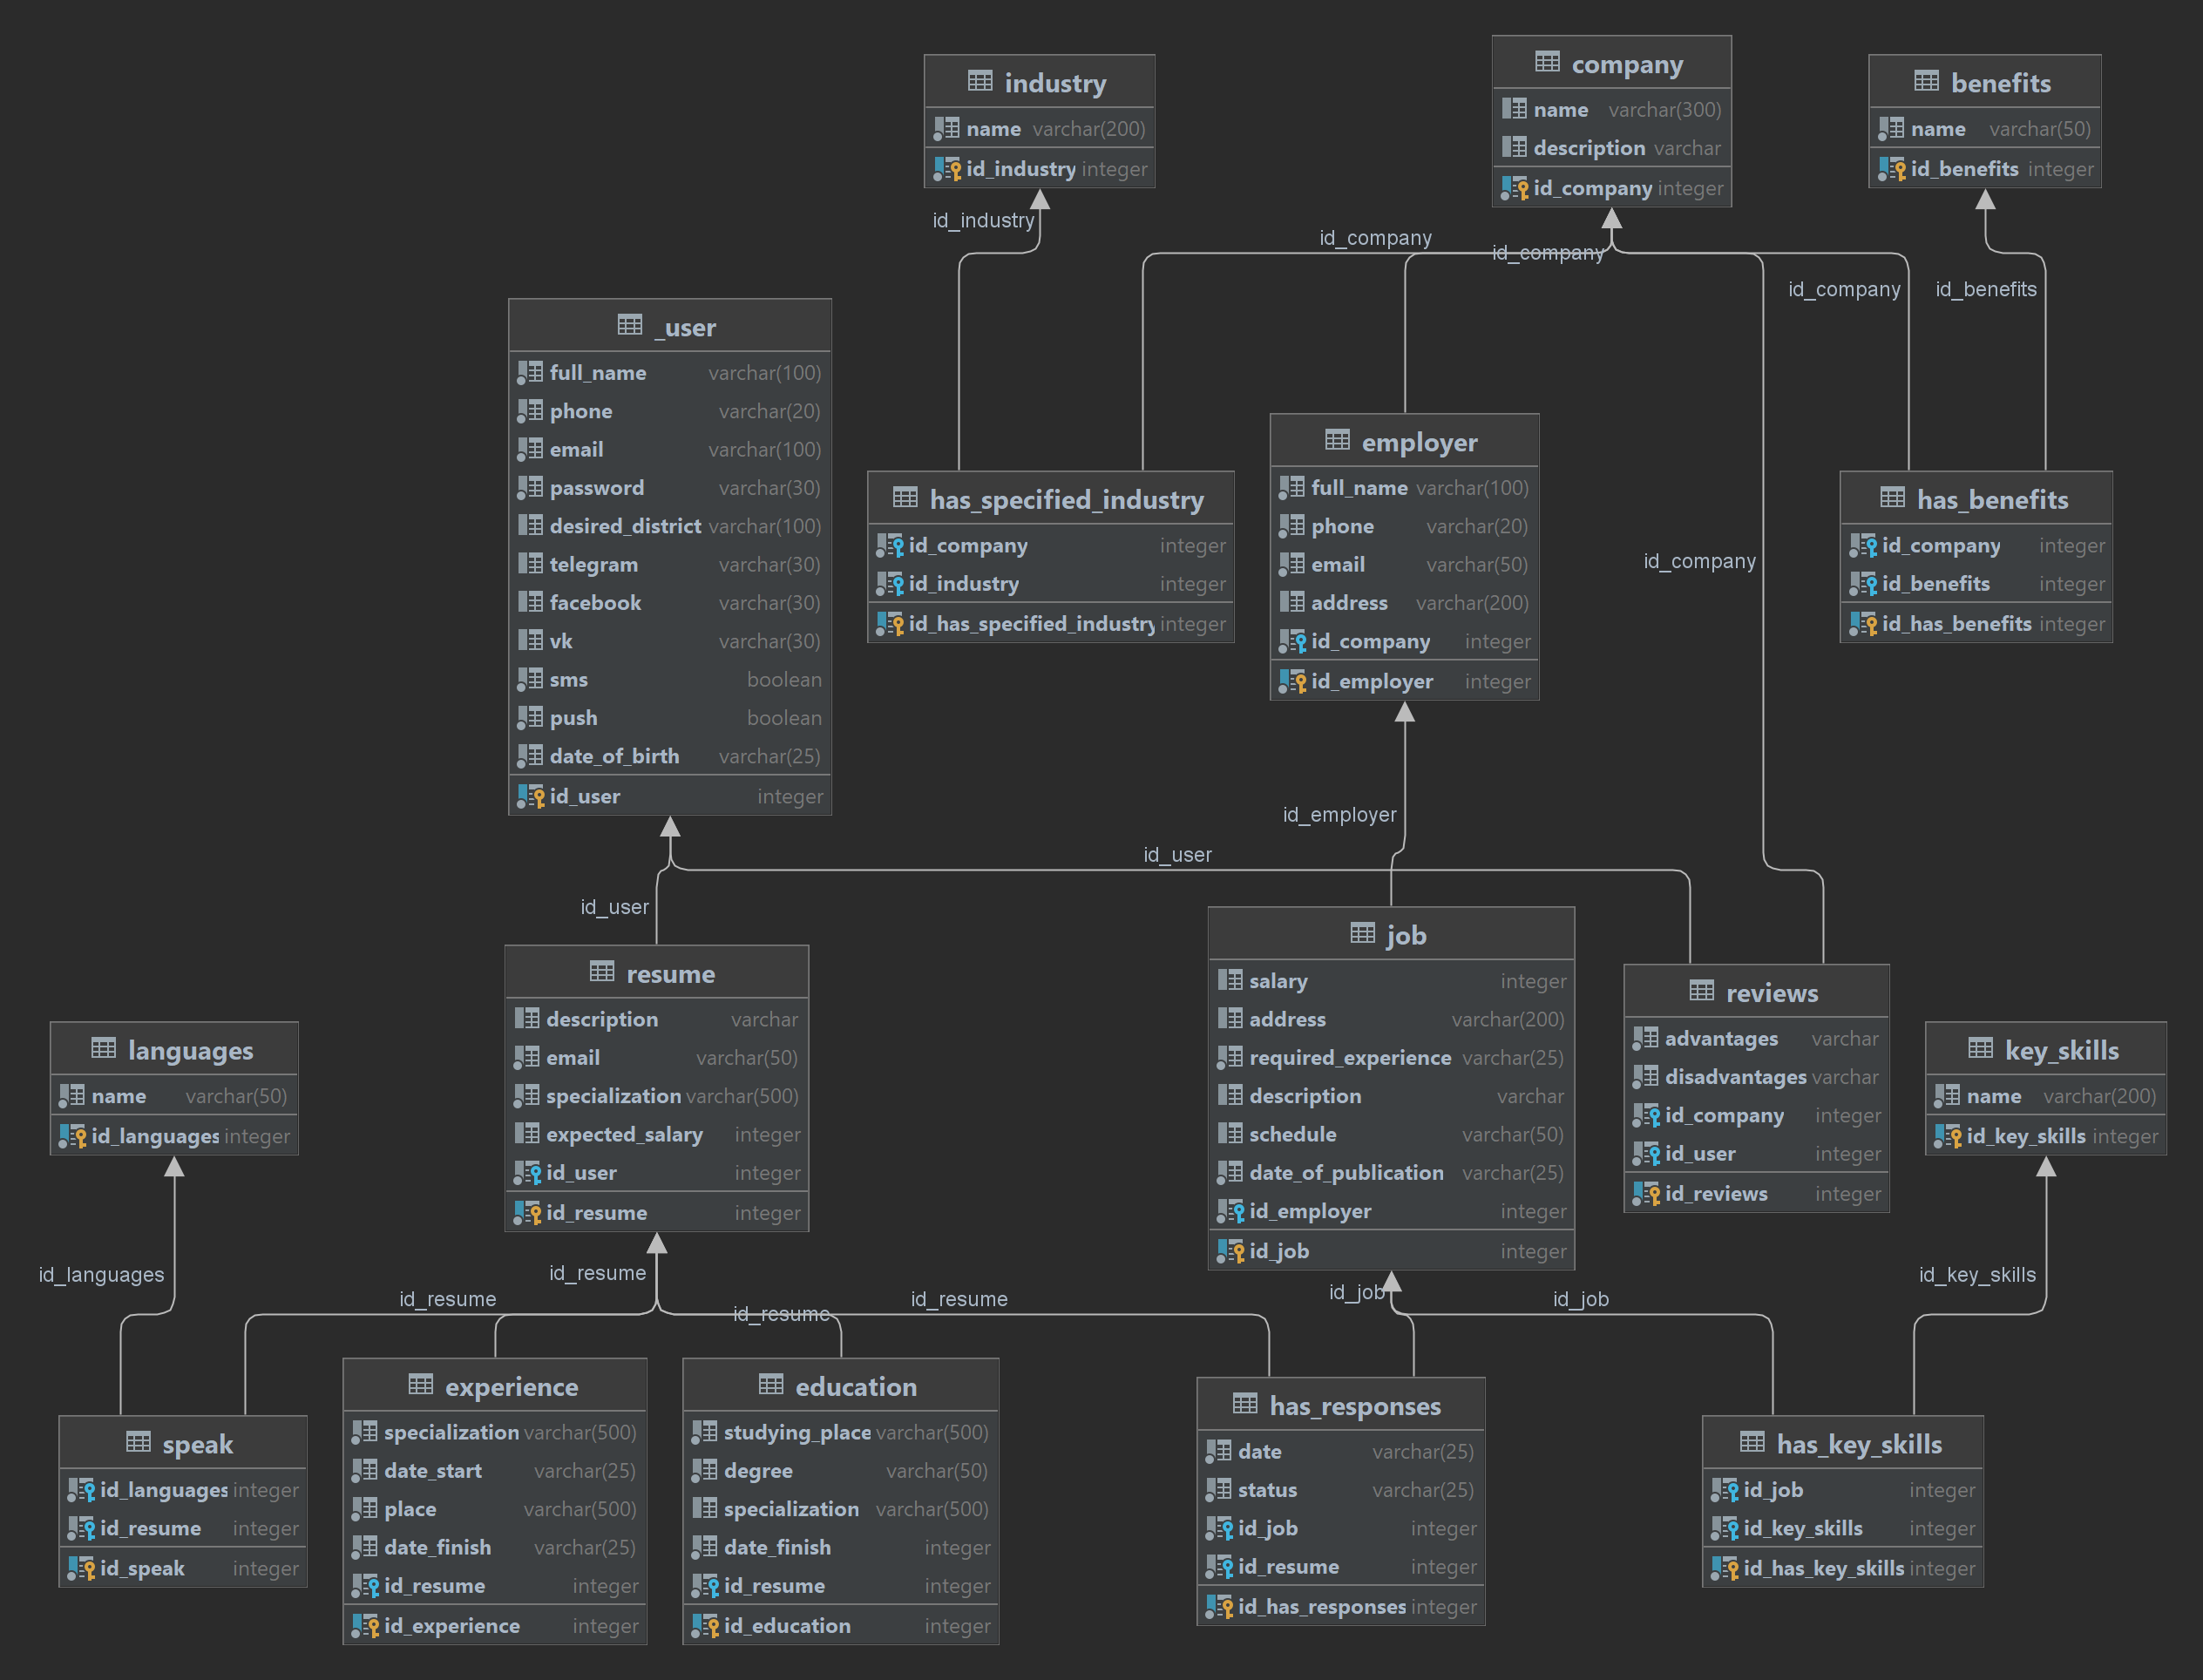 industry
name varchar(200)
id_industry integer
company
name varchar(300)
description varchar
id_company integer
benefits
name varchar(50)
id_benefits integer
id_industry
id_company
id_company
id_company
id_benefits
id_company
_user
full_name varchar(100)
phone varchar(20)
email varchar(100)
password varchar(30)
desired_district varchar(100)
telegram varchar(30)
facebook varchar(30)
vk varchar(30)
sms boolean
push boolean
date_of_birth varchar(25)
id_user integer
has_specified_industry
id_company integer
id_industry integer
id_has_specified_industry integer
employer
full_name varchar(100)
phone varchar(20)
email varchar(50)
address varchar(200)
id_company integer
id_employer integer
has_benefits
id_company integer
id_benefits integer
id_has_benefits integer
id_employer
id_user
id_user
languages
name varchar(50)
id_languages integer
resume
description varchar
email varchar(50)
specialization varchar(500)
expected_salary integer
id_user integer
id_resume integer
job
salary integer
address varchar(200)
required_experience varchar(25)
description varchar
schedule varchar(50)
date_of_publication varchar(25)
id_employer integer
id_job integer
reviews
advantages varchar
disadvantages varchar
id_company integer
id_user integer
id_reviews integer
key_skills
name varchar(200)
id_key_skills integer
id_languages
id_resume
id_resume
id_resume
id_resume
id_job
id_job
id_key_skills
speak
id_languages integer
id_resume integer
id_speak integer
experience
specialization varchar(500)
date_start varchar(25)
place varchar(500)
date_finish varchar(25)
id_resume integer
id_experience integer
education
studying_place varchar(500)
degree varchar(50)
specialization varchar(500)
date_finish integer
id_resume integer
id_education integer
has_responses
date varchar(25)
status varchar(25)
id_job integer
id_resume integer
id_has_responses integer
has_key_skills
id_job integer
id_key_skills integer
id_has_key_skills integer